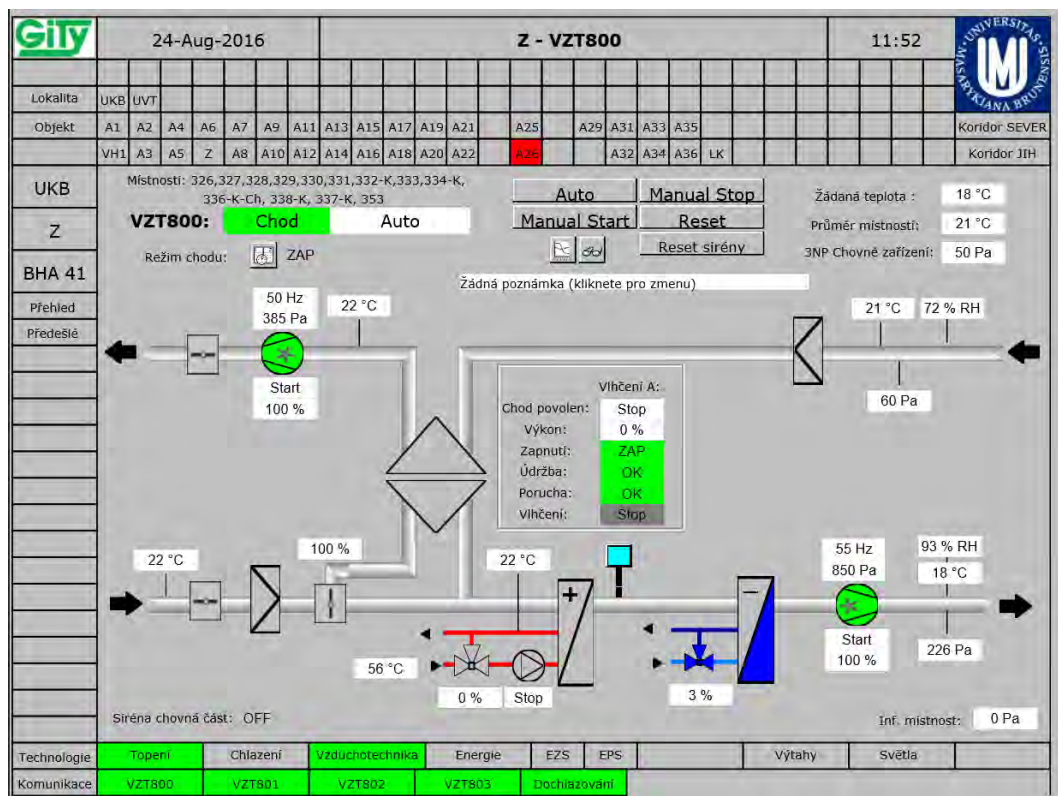 GiTy
24-Aug-2016
Z - VZT800
11:52
UNIVERSITAS MASARYKIANA BRUNENSIS
Lokalita UKB UVT
Objekt A1 A2 A4 A6 A7 A9 A11 A13 A15 A17 A19 A21 A25 A29 A31 A33 A35 Koridor SEVER
VH1 A3 A5 Z A8 A10 A12 A14 A16 A18 A20 A22 A26 A32 A34 A36 LK Koridor JIH
UKB
Z
BHA 41
Přehled
Předešlé
Místnosti: 326,327,328,329,330,331,332-K,333,334-K,
336-K-Ch, 338-K, 337-K, 353
VZT800: Chod Auto
Režim chodu: ZAP
Auto Manual Stop
Manual Start Reset
Reset sirény
Žádaná teplota : 18 °C
Průměr místností: 21 °C
3NP Chovné zařízení: 50 Pa
Žádná poznámka (kliknete pro zmenu)
50 Hz
385 Pa
22 °C
Start
100 %
21 °C 72 % RH
60 Pa
Vlhčení A:
Chod povolen: Stop
Výkon: 0 %
Zapnutí: ZAP
Údržba: OK
Porucha: OK
Vlhčení: Stop
22 °C
100 %
22 °C
55 Hz
850 Pa
93 % RH
18 °C
Start
100 %
226 Pa
56 °C
0 %
Stop
3 %
Siréna chovná část: OFF
Inf. místnost: 0 Pa
Technologie Topení Chlazení Vzduchotechnika Energie EZS EPS Výtahy Světla
Komunikace VZT800 VZT801 VZT802 VZT803 Dochlazování